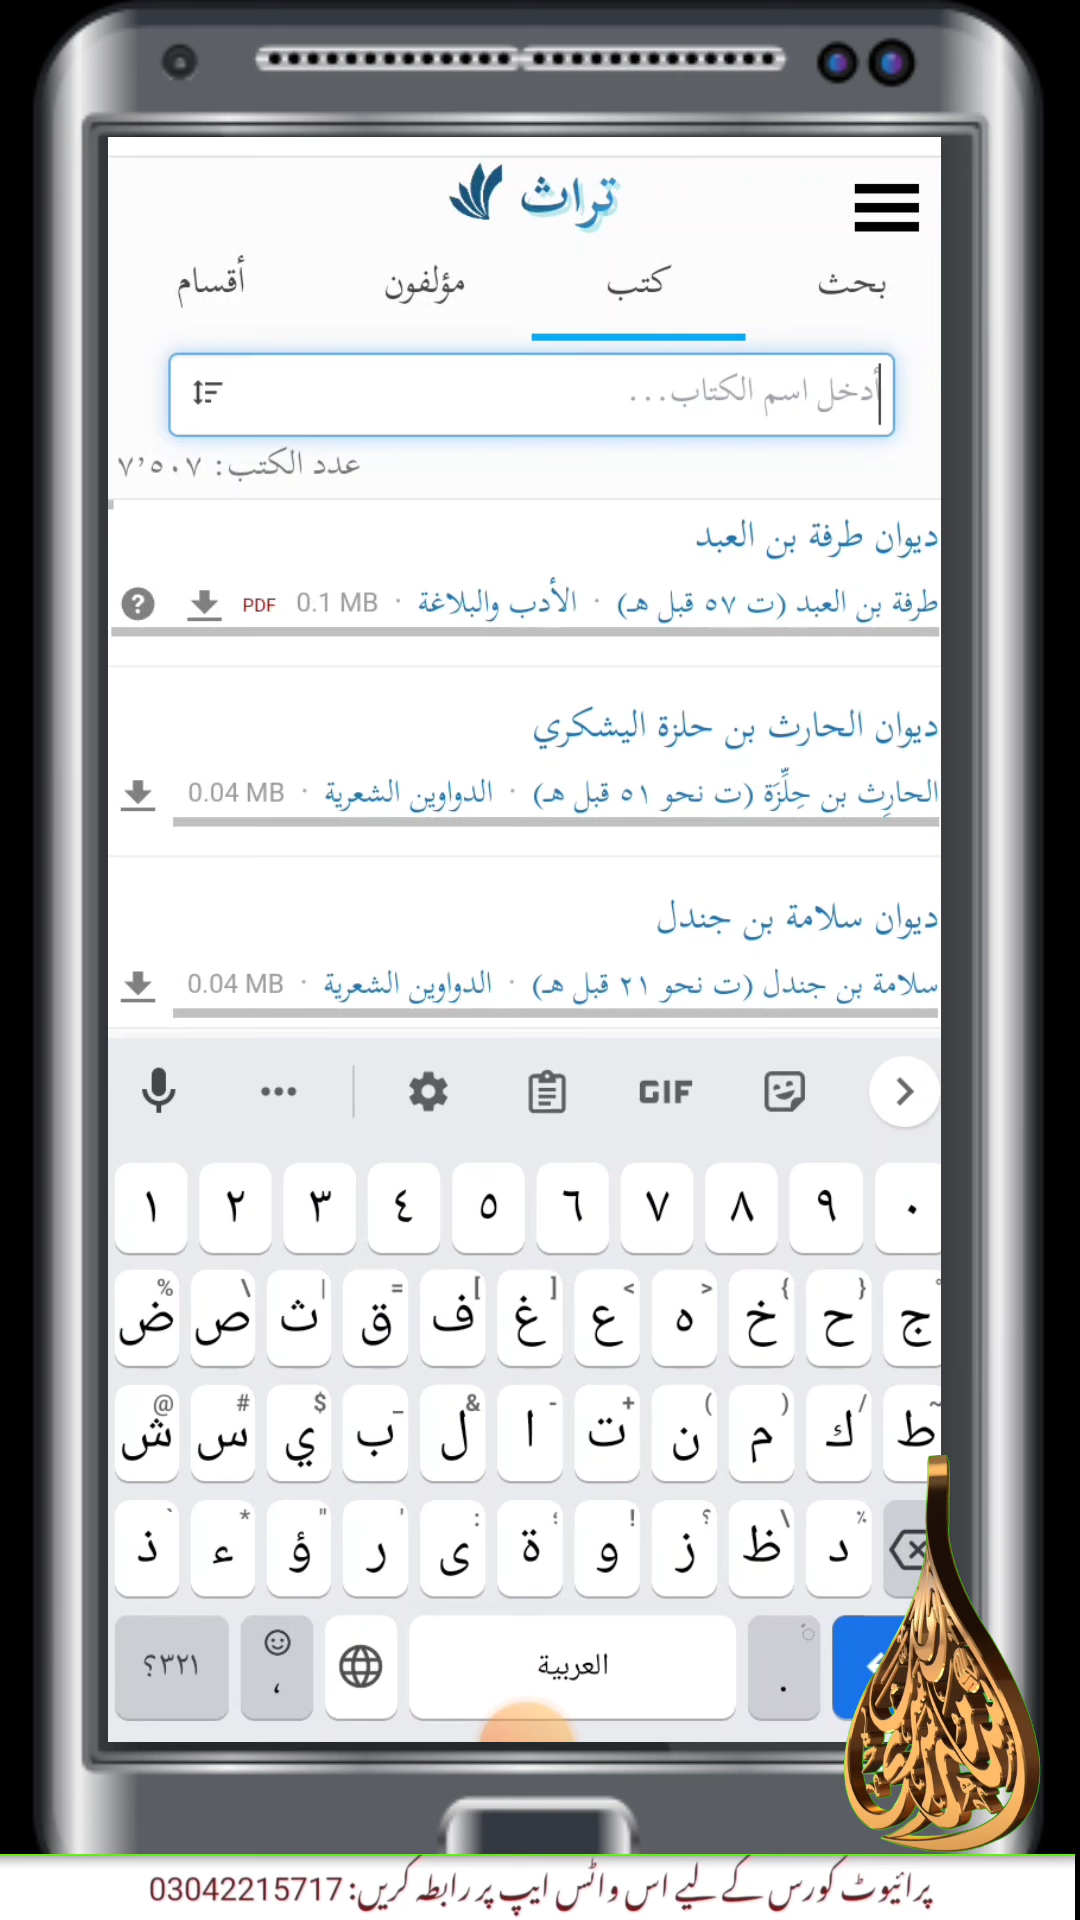 تراث
بحث كتب مؤلفون أقسام
أدخل اسم الكتاب...
عدد الكتب: ٧٬٥٠٧
ديوان طرفة بن العبد
طرفة بن العبد (ت ٥٧ قبل هـ) · الأدب والبلاغة · 0.1 MB PDF
ديوان الحارث بن حلزة اليشكري
الحارِث بن حِلِّزَة (ت نحو ٥١ قبل هـ) · الدواوين الشعرية · 0.04 MB
ديوان سلامة بن جندل
سلامة بن جندل (ت نحو ٢١ قبل هـ) · الدواوين الشعرية · 0.04 MB
GIF
١ ٢ ٣ ٤ ٥ ٦ ٧ ٨ ٩ ٠
ض ص ث ق ف غ ع ه خ ح ج
ش س ي ب ل ا ت ن م ك ط
ذ ء ؤ ر ى ة و ز ظ د
؟٣٢١ ، العربية .
پرائیوٹ کورس کے لیے اس واٹس ایپ پر رابطہ کریں: 03042215717